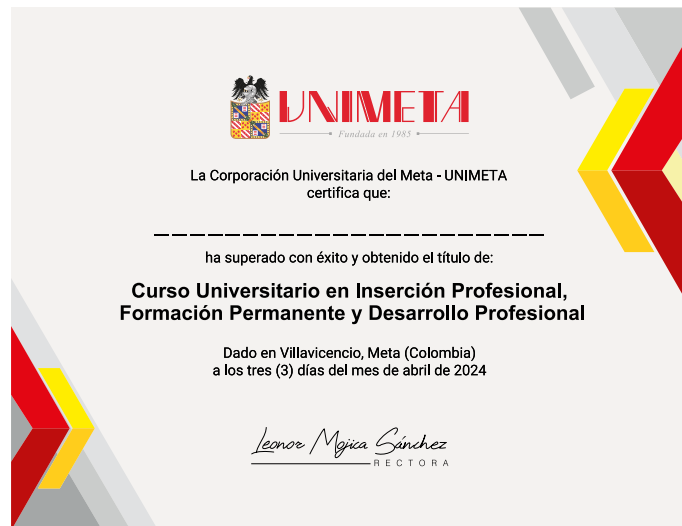 UNIMETA
Fundada en 1985
La Corporación Universitaria del Meta - UNIMETA
certifica que:
ha superado con éxito y obtenido el título de:
Curso Universitario en Inserción Profesional,
Formación Permanente y Desarrollo Profesional
Dado en Villavicencio, Meta (Colombia)
a los tres (3) días del mes de abril de 2024
Leonor Mojica Sánchez
RECTORA